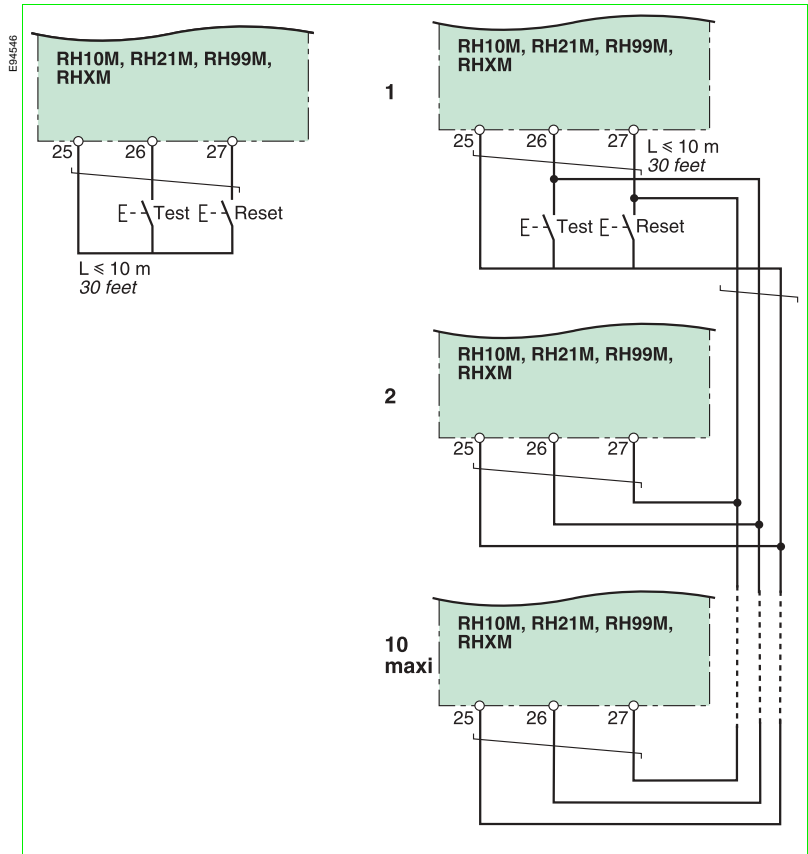 E94546
RH10M, RH21M, RH99M,
RHXM
25 26 27
Test Reset
L ⩽ 10 m
30 feet
1
RH10M, RH21M, RH99M,
RHXM
25 26 27
L ⩽ 10 m
30 feet
Test Reset
2
RH10M, RH21M, RH99M,
RHXM
25 26 27
10
maxi
RH10M, RH21M, RH99M,
RHXM
25 26 27